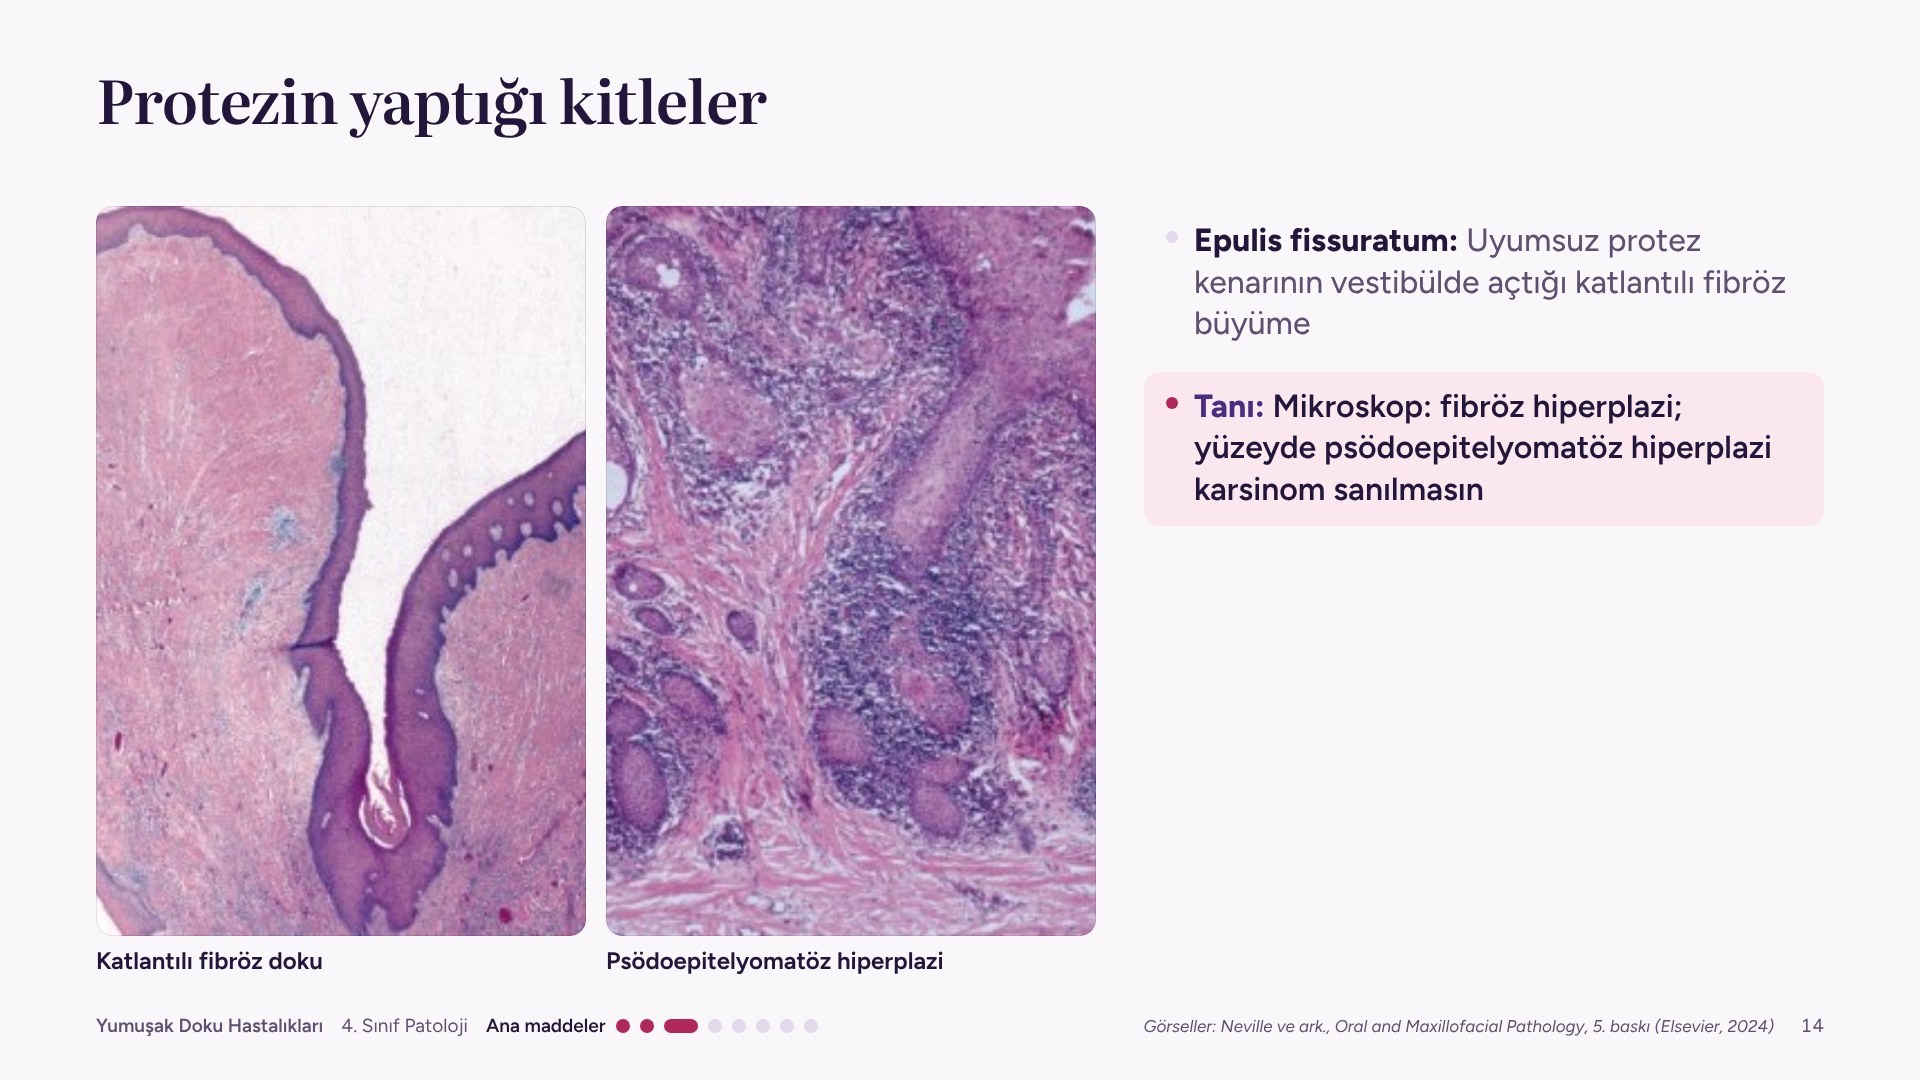 Protezin yaptığı kitleler
Epulis fissuratum: Uyumsuz protez
kenarının vestibülde açtığı katlantılı fibröz
büyüme
Tanı: Mikroskop: fibröz hiperplazi;
yüzeyde psödoepitelyomatöz hiperplazi
karsinom sanılmasın
Katlantılı fibröz doku
Psödoepitelyomatöz hiperplazi
Yumuşak Doku Hastalıkları 4. Sınıf Patoloji Ana maddeler
Görseller: Neville ve ark., Oral and Maxillofacial Pathology, 5. baskı (Elsevier, 2024) 14